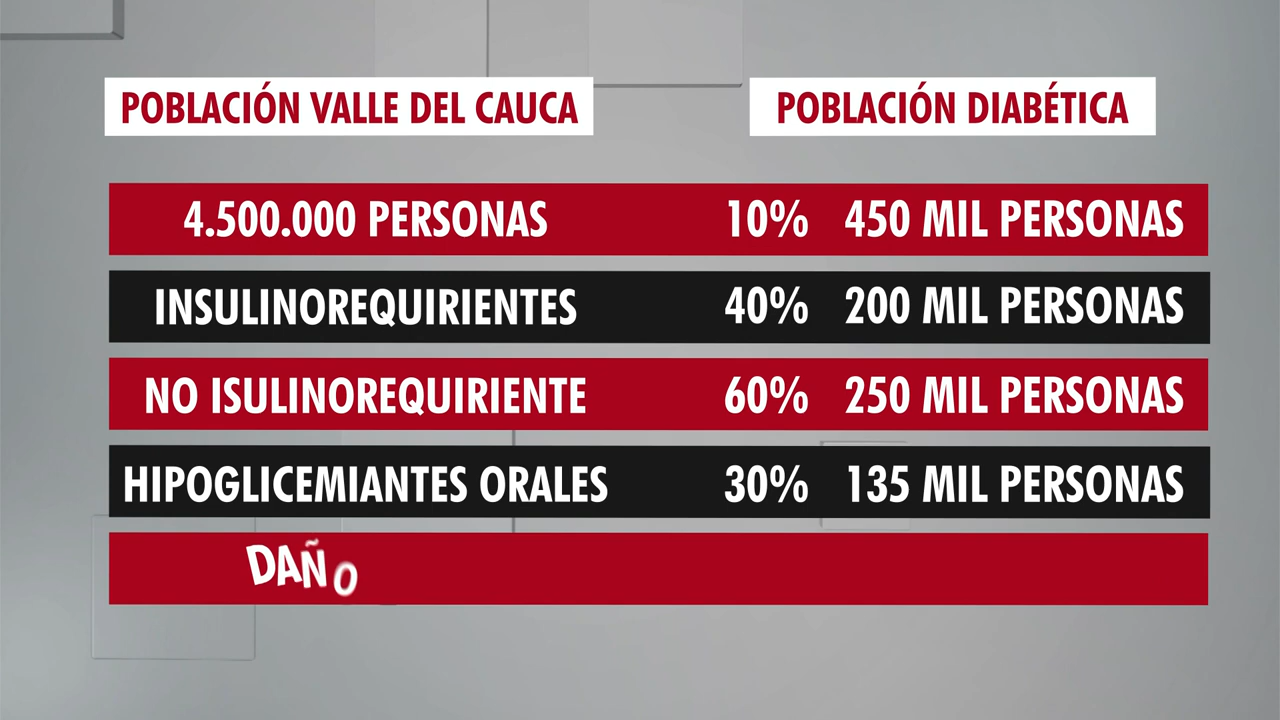 POBLACIÓN VALLE DEL CAUCA POBLACIÓN DIABÉTICA
4.500.000 PERSONAS 10% 450 MIL PERSONAS
INSULINOREQUIRIENTES 40% 200 MIL PERSONAS
NO ISULINOREQUIRIENTE 60% 250 MIL PERSONAS
HIPOGLICEMIANTES ORALES 30% 135 MIL PERSONAS
DAÑO